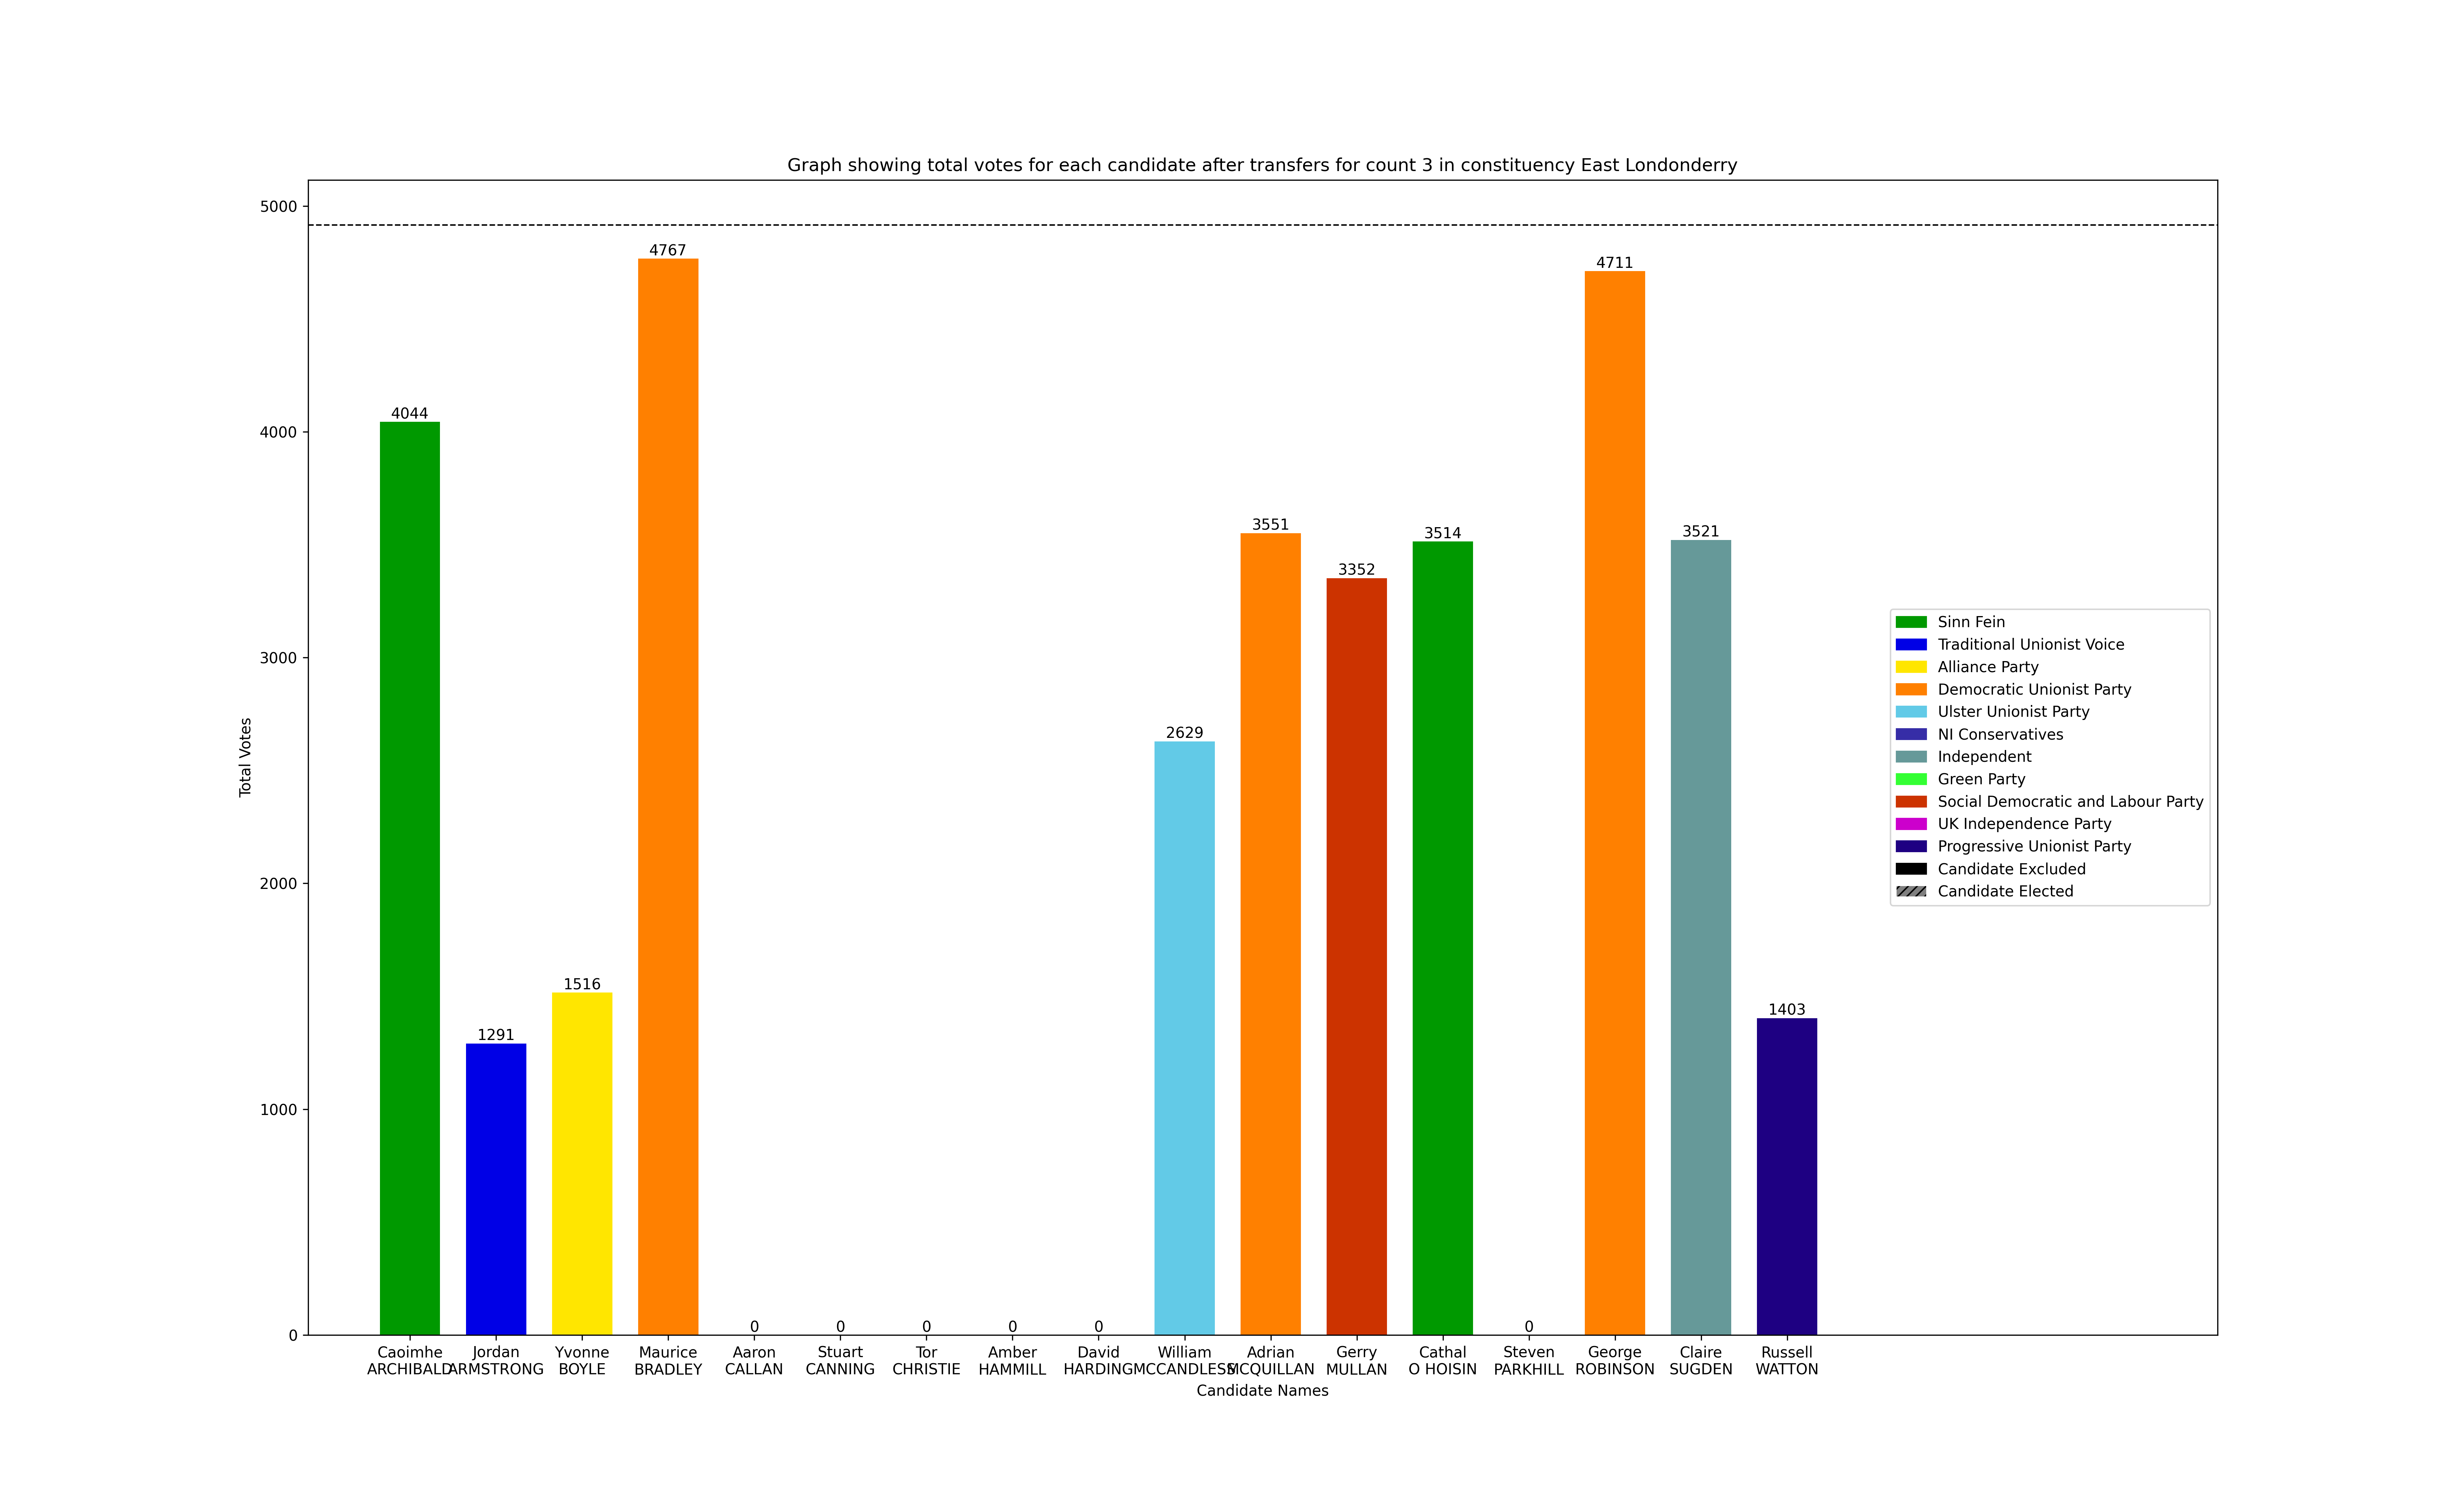 Graph showing total votes for each candidate after transfers for count 3 in constituency East Londonderry
5000
4000
3000
2000
1000
0
Total Votes
4044
1291
1516
4767
0
0
0
0
0
2629
3551
3352
3514
0
4711
3521
1403
Caoimhe
ARCHIBALD
Jordan
ARMSTRONG
Yvonne
BOYLE
Maurice
BRADLEY
Aaron
CALLAN
Stuart
CANNING
Tor
CHRISTIE
Amber
HAMMILL
David
HARDING
William
MCCANDLESS
Adrian
MCQUILLAN
Gerry
MULLAN
Cathal
O HOISIN
Steven
PARKHILL
George
ROBINSON
Claire
SUGDEN
Russell
WATTON
Candidate Names
Sinn Fein
Traditional Unionist Voice
Alliance Party
Democratic Unionist Party
Ulster Unionist Party
NI Conservatives
Independent
Green Party
Social Democratic and Labour Party
UK Independence Party
Progressive Unionist Party
Candidate Excluded
Candidate Elected